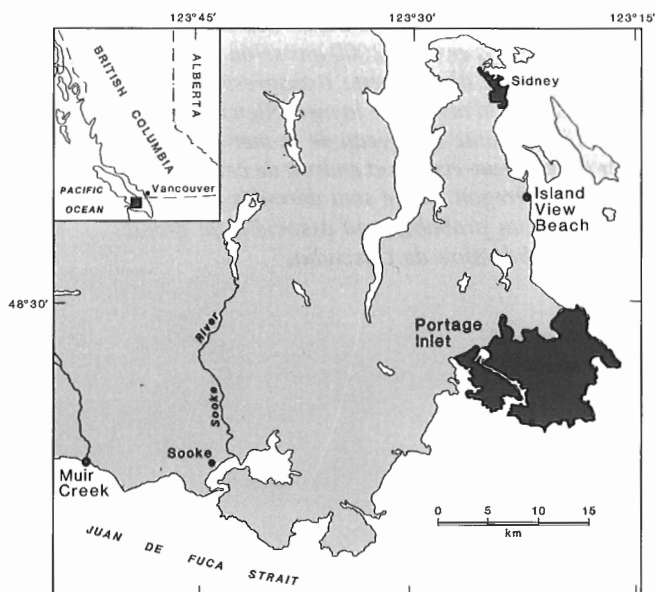 123°45'
123°30'
123°15'
BRITISH COLUMBIA
ALBERTA
Vancouver
PACIFIC
OCEAN
Sidney
Island
View
Beach
48°30'
Portage
Inlet
Sooke River
Sooke
Muir
Creek
0 5 10 15
km
JUAN DE FUCA STRAIT